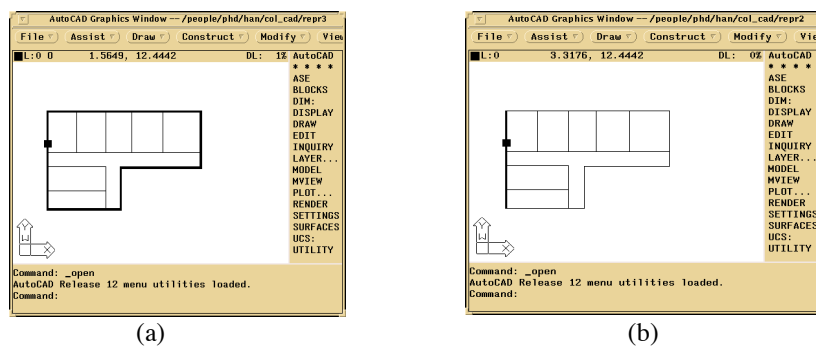 AutoCAD Graphics Window -- /people/phd/han/col_cad/repr3
File Assist Draw Construct Modify View
L:0 O 1.5649, 12.4442 DL: 1% AutoCAD
* * * *
ASE
BLOCKS
DIM:
DISPLAY
DRAW
EDIT
INQUIRY
LAYER...
MODEL
MVIEW
PLOT...
RENDER
SETTINGS
SURFACES
UCS:
UTILITY
Y
W
X
Command: _open
AutoCAD Release 12 menu utilities loaded.
Command:
(a)
AutoCAD Graphics Window -- /people/phd/han/col_cad/repr2
File Assist Draw Construct Modify Vie
L:0 3.3176, 12.4442 DL: 0% AutoCAD
* * * *
ASE
BLOCKS
DIM:
DISPLAY
DRAW
EDIT
INQUIRY
LAYER...
MODEL
MVIEW
PLOT...
RENDER
SETTINGS
SURFACES
UCS:
UTILITY
Y
W
X
Command: _open
AutoCAD Release 12 menu utilities loaded.
Command:
(b)